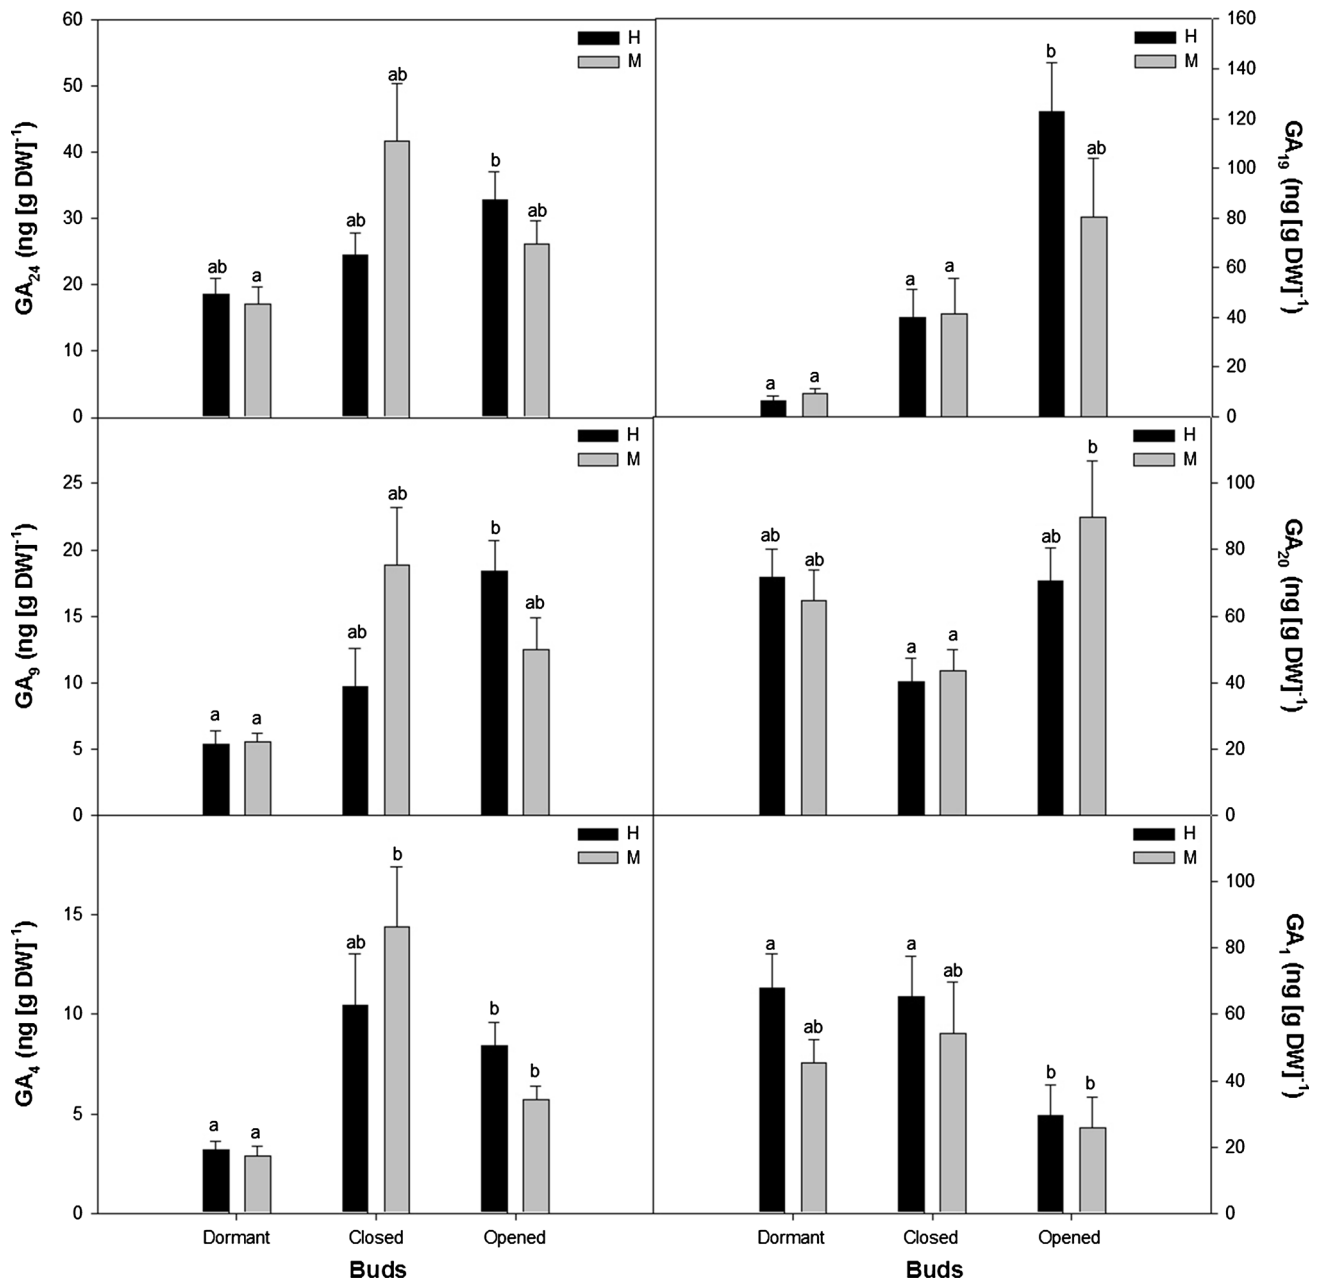 60
50
40
30
20
10
0
GA24 (ng [g DW]-1)
H
M
ab
a
ab
ab
b
ab
160
140
120
100
80
60
40
20
0
GA19 (ng [g DW]-1)
H
M
a
a
a
a
b
ab
25
20
15
10
5
0
GA9 (ng [g DW]-1)
H
M
a
a
ab
ab
b
ab
100
80
60
40
20
0
GA20 (ng [g DW]-1)
H
M
ab
ab
a
a
ab
b
15
10
5
0
GA4 (ng [g DW]-1)
H
M
a
a
ab
b
b
b
Dormant Closed Opened
Buds
100
80
60
40
20
0
GA1 (ng [g DW]-1)
H
M
a
ab
a
ab
b
b
Dormant Closed Opened
Buds